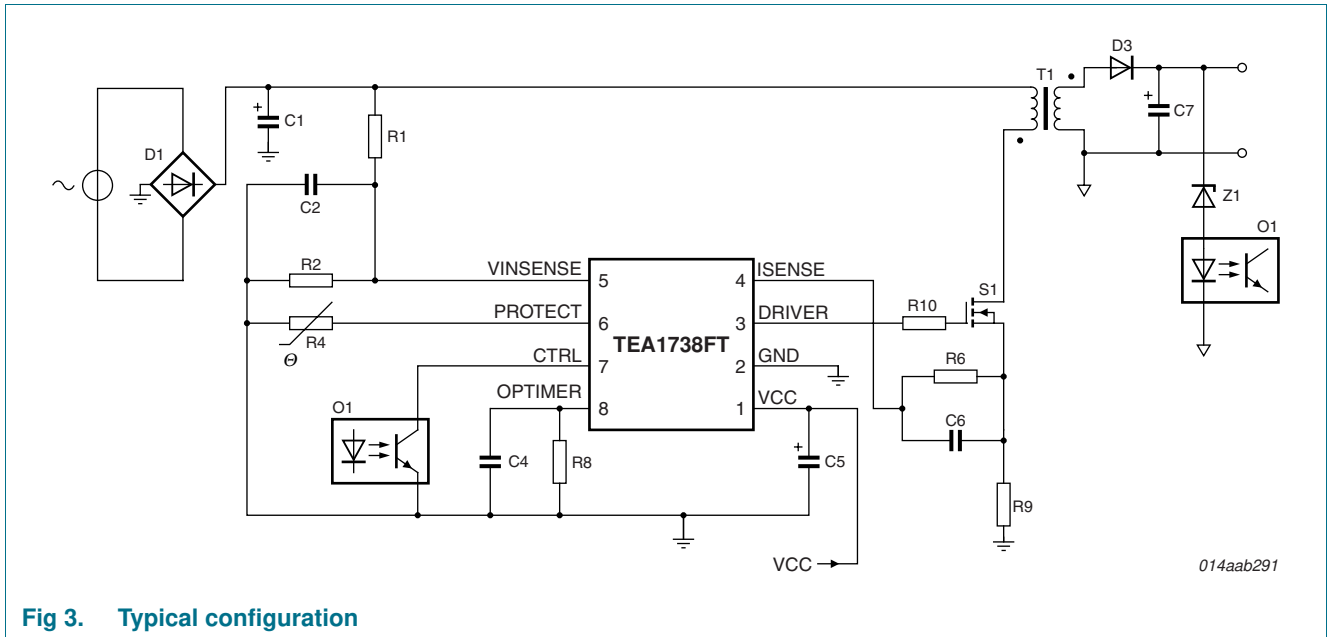 D3
T1
C1
C7
R1
D1
Z1
C2
O1
R2
VINSENSE
5
4
ISENSE
S1
R10
PROTECT
6
3
DRIVER
R4
Θ
TEA1738FT
CTRL
7
2
GND
R6
OPTIMER
8
1
VCC
O1
C6
C4
R8
C5
R9
VCC
014aab291
Fig 3. Typical configuration